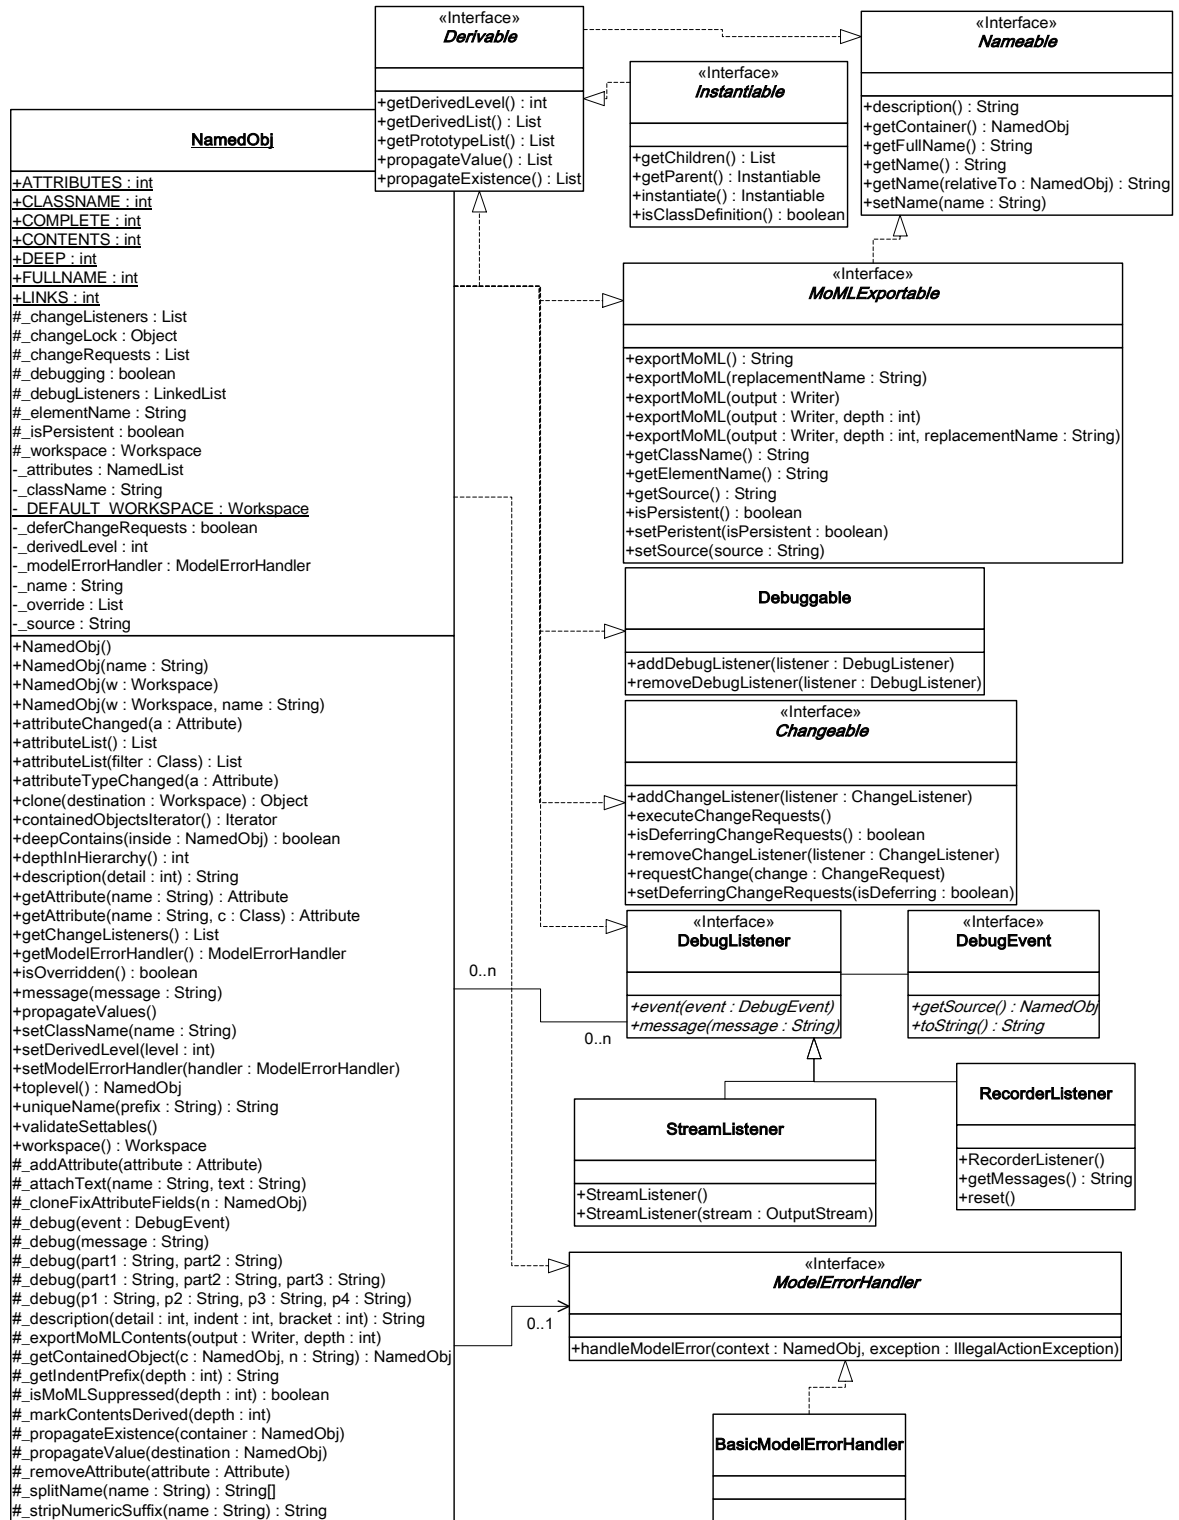 «Interface»
Derivable
+getDerivedLevel() : int
+getDerivedList() : List
+getPrototypeList() : List
+propagateValue() : List
+propagateExistence() : List
«Interface»
Nameable
+description() : String
+getContainer() : NamedObj
+getFullName() : String
+getName() : String
+getName(relativeTo : NamedObj) : String
+setName(name : String)
«Interface»
Instantiable
+getChildren() : List
+getParent() : Instantiable
+instantiate() : Instantiable
+isClassDefinition() : boolean
NamedObj
+ATTRIBUTES : int
+CLASSNAME : int
+COMPLETE : int
+CONTENTS : int
+DEEP : int
+FULLNAME : int
+LINKS : int
#_changeListeners : List
#_changeLock : Object
#_changeRequests : List
#_debugging : boolean
#_debugListeners : LinkedList
#_elementName : String
#_isPersistent : boolean
#_workspace : Workspace
-_attributes : NamedList
-_className : String
-_DEFAULT_WORKSPACE : Workspace
-_deferChangeRequests : boolean
-_derivedLevel : int
-_modelErrorHandler : ModelErrorHandler
-_name : String
-_override : List
-_source : String
+NamedObj()
+NamedObj(name : String)
+NamedObj(w : Workspace)
+NamedObj(w : Workspace, name : String)
+attributeChanged(a : Attribute)
+attributeList() : List
+attributeList(filter : Class) : List
+attributeTypeChanged(a : Attribute)
+clone(destination : Workspace) : Object
+containedObjectsIterator() : Iterator
+deepContains(inside : NamedObj) : boolean
+depthInHierarchy() : int
+description(detail : int) : String
+getAttribute(name : String) : Attribute
+getAttribute(name : String, c : Class) : Attribute
+getChangeListeners() : List
+getModelErrorHandler() : ModelErrorHandler
+isOverridden() : boolean
+message(message : String)
+propagateValues()
+setClassName(name : String)
+setDerivedLevel(level : int)
+setModelErrorHandler(handler : ModelErrorHandler)
+toplevel() : NamedObj
+uniqueName(prefix : String) : String
+validateSettables()
+workspace() : Workspace
#_addAttribute(attribute : Attribute)
#_attachText(name : String, text : String)
#_cloneFixAttributeFields(n : NamedObj)
#_debug(event : DebugEvent)
#_debug(message : String)
#_debug(part1 : String, part2 : String)
#_debug(part1 : String, part2 : String, part3 : String)
#_debug(p1 : String, p2 : String, p3 : String, p4 : String)
#_description(detail : int, indent : int, bracket : int) : String
#_exportMoMLContents(output : Writer, depth : int)
#_getContainedObject(c : NamedObj, n : String) : NamedObj
#_getIndentPrefix(depth : int) : String
#_isMoMLSuppressed(depth : int) : boolean
#_markContentsDerived(depth : int)
#_propagateExistence(container : NamedObj)
#_propagateValue(destination : NamedObj)
#_removeAttribute(attribute : Attribute)
#_splitName(name : String) : String[]
#_stripNumericSuffix(name : String) : String
«Interface»
MoMLExportable
+exportMoML() : String
+exportMoML(replacementName : String)
+exportMoML(output : Writer)
+exportMoML(output : Writer, depth : int)
+exportMoML(output : Writer, depth : int, replacementName : String)
+getClassName() : String
+getElementName() : String
+getSource() : String
+isPersistent() : boolean
+setPeristent(isPersistent : boolean)
+setSource(source : String)
Debuggable
+addDebugListener(listener : DebugListener)
+removeDebugListener(listener : DebugListener)
«Interface»
Changeable
+addChangeListener(listener : ChangeListener)
+executeChangeRequests()
+isDeferringChangeRequests() : boolean
+removeChangeListener(listener : ChangeListener)
+requestChange(change : ChangeRequest)
+setDeferringChangeRequests(isDeferring : boolean)
«Interface»
DebugListener
+event(event : DebugEvent)
+message(message : String)
«Interface»
DebugEvent
+getSource() : NamedObj
+toString() : String
0..n
0..n
StreamListener
+StreamListener()
+StreamListener(stream : OutputStream)
RecorderListener
+RecorderListener()
+getMessages() : String
+reset()
«Interface»
ModelErrorHandler
+handleModelError(context : NamedObj, exception : IllegalActionException)
0..1
BasicModelErrorHandler